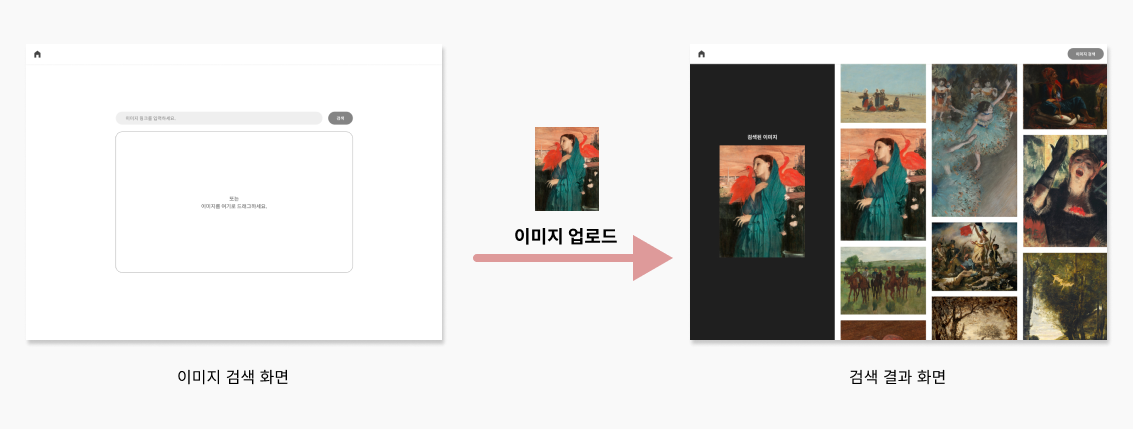 이미지 링크를 입력하세요.
검색
또는
이미지를 여기로 드래그하세요.
이미지 검색 화면
이미지 업로드
이미지 검색
검색된 이미지
검색 결과 화면